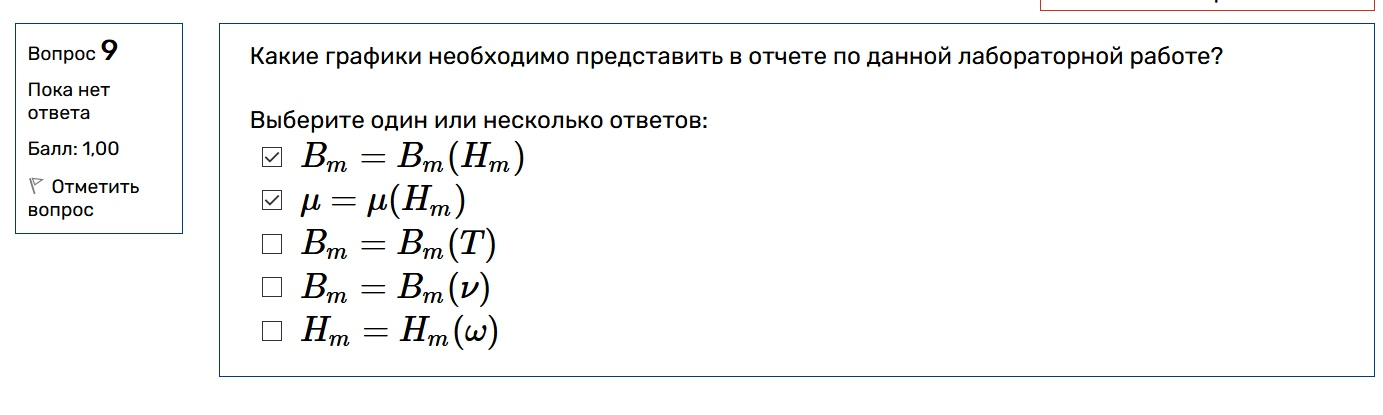 Вопрос 9
Пока нет
ответа
Балл: 1,00
Отметить
вопрос
Какие графики необходимо представить в отчете по данной лабораторной работе?
Выберите один или несколько ответов:
B_m = B_m(H_m)
μ = μ(H_m)
B_m = B_m(T)
B_m = B_m(ν)
H_m = H_m(ω)